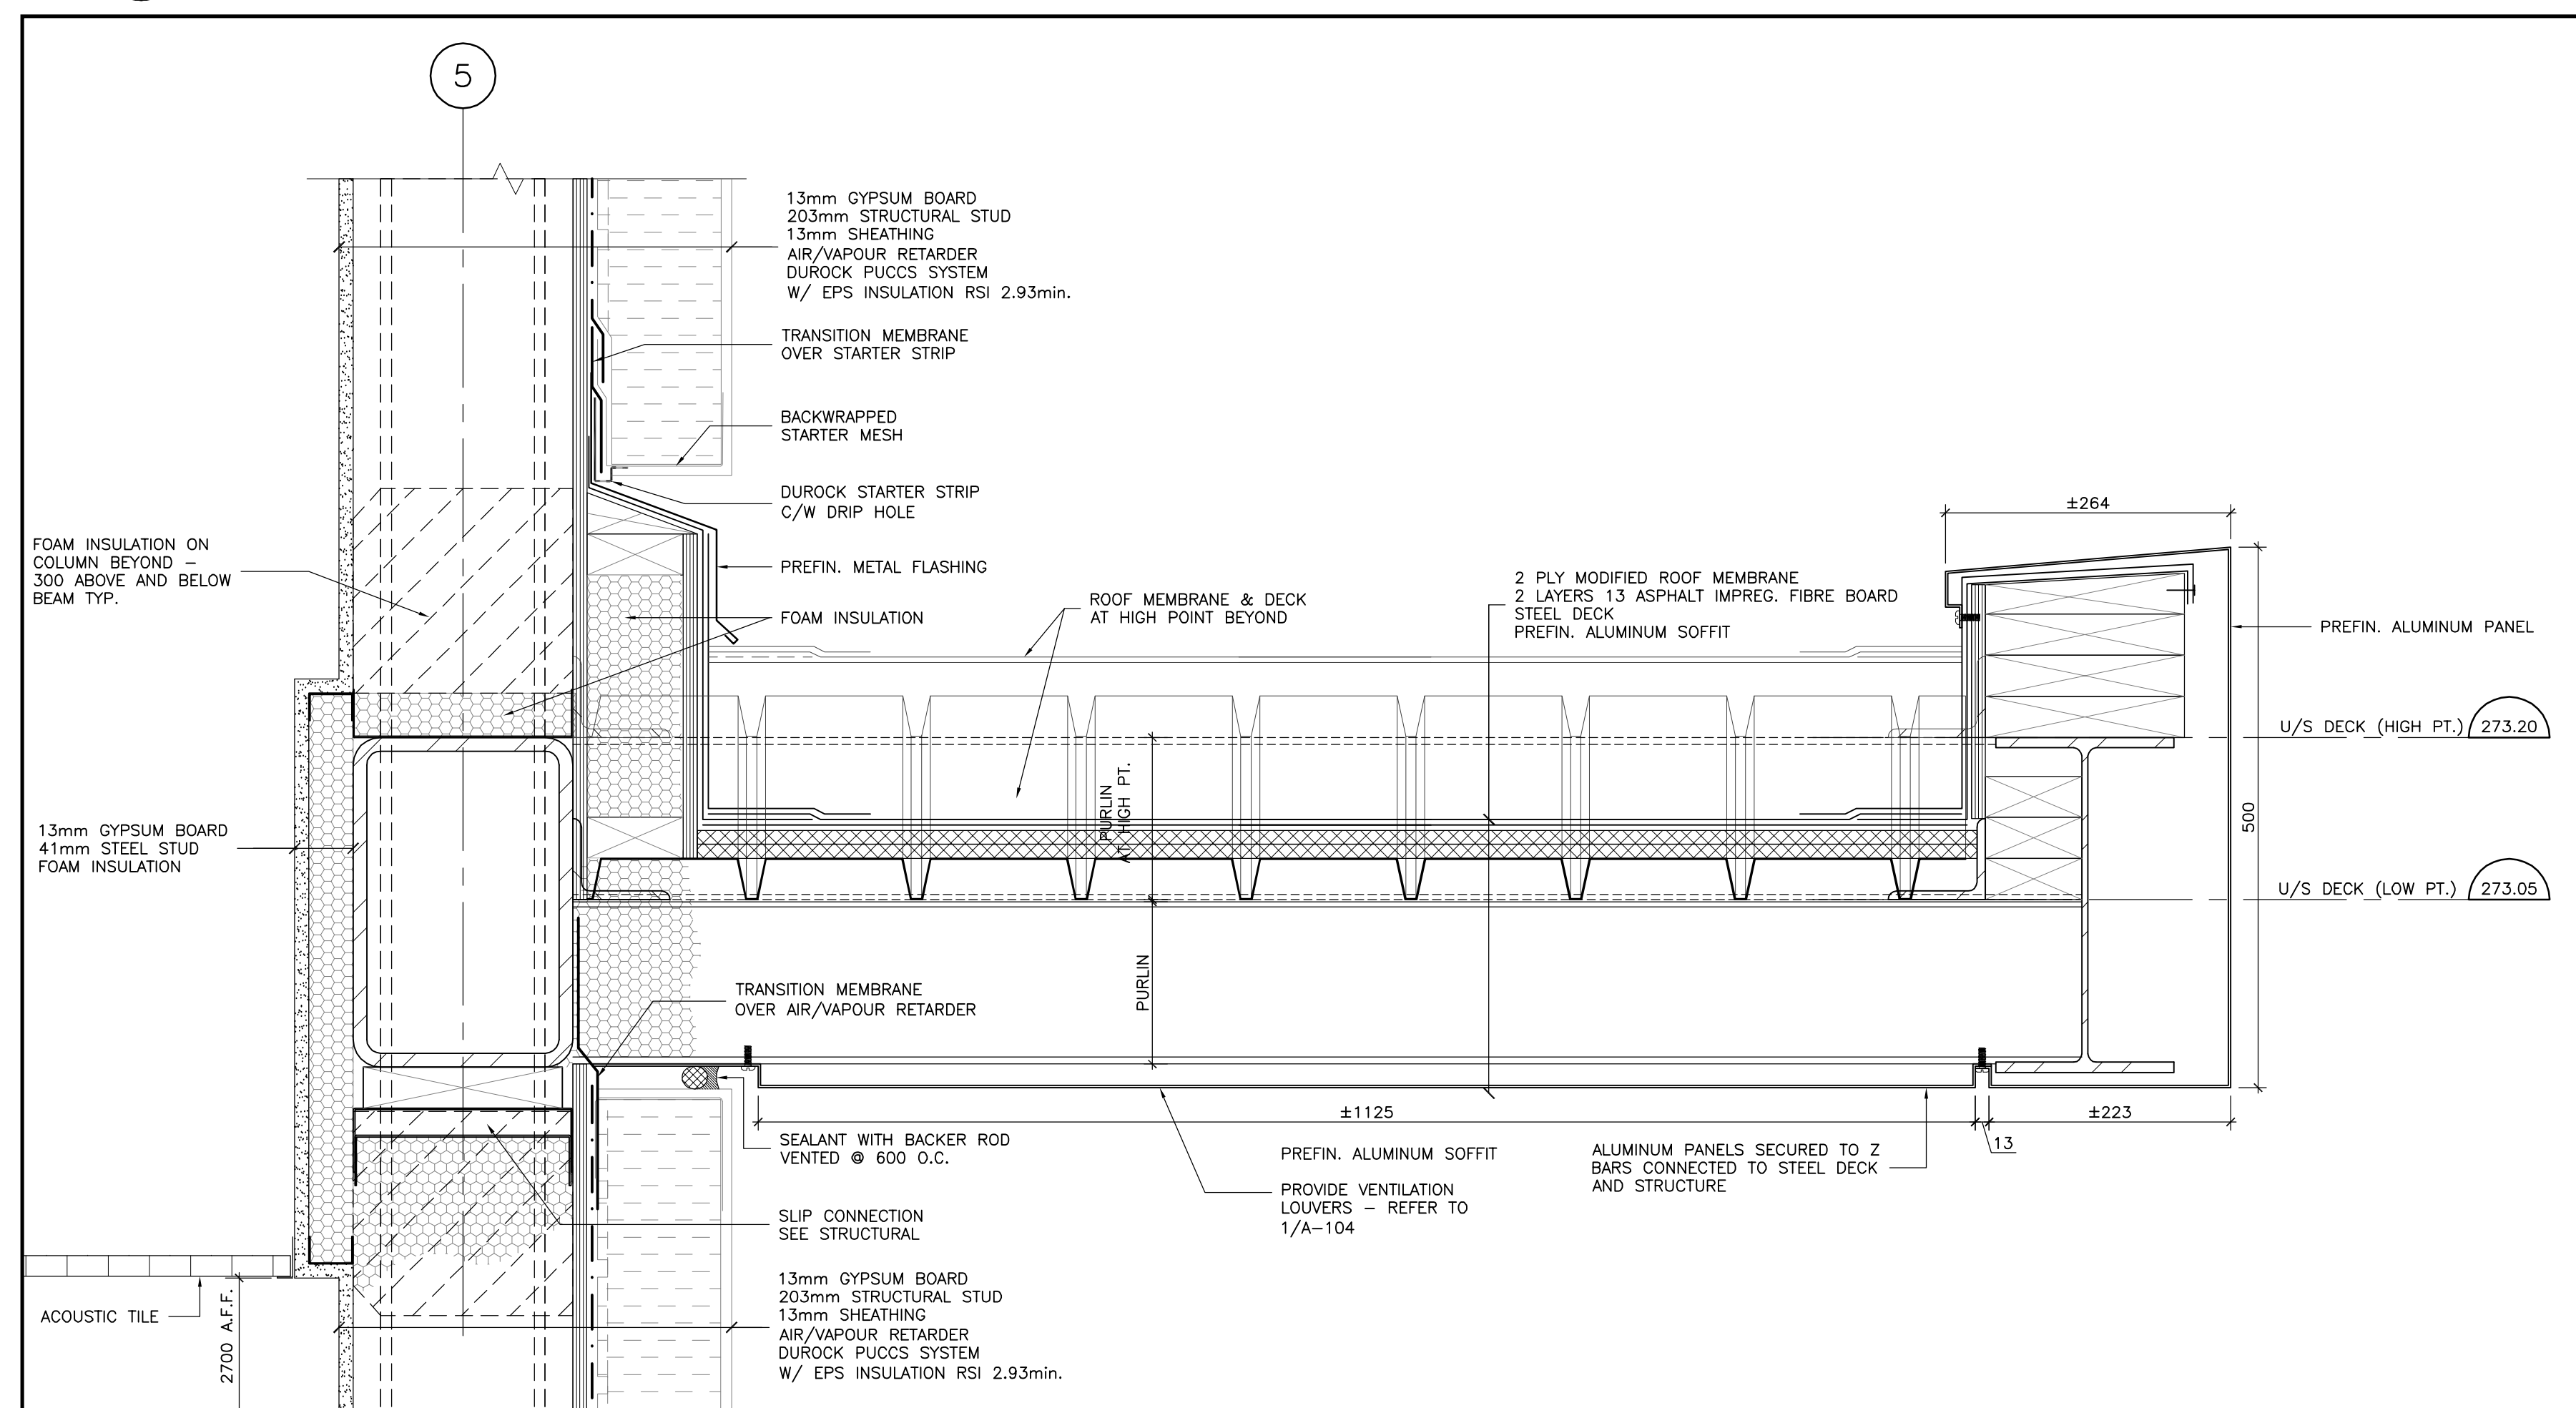 5
13mm GYPSUM BOARD
203mm STRUCTURAL STUD
13mm SHEATHING
AIR/VAPOUR RETARDER
DUROCK PUCCS SYSTEM
W/ EPS INSULATION RSI 2.93min.
TRANSITION MEMBRANE
OVER STARTER STRIP
BACKWRAPPED
STARTER MESH
DUROCK STARTER STRIP
C/W DRIP HOLE
PREFIN. METAL FLASHING
FOAM INSULATION
FOAM INSULATION ON
COLUMN BEYOND –
300 ABOVE AND BELOW
BEAM TYP.
ROOF MEMBRANE & DECK
AT HIGH POINT BEYOND
2 PLY MODIFIED ROOF MEMBRANE
2 LAYERS 13 ASPHALT IMPREG. FIBRE BOARD
STEEL DECK
PREFIN. ALUMINUM SOFFIT
±264
PREFIN. ALUMINUM PANEL
U/S DECK (HIGH PT.) 273.20
500
U/S DECK (LOW PT.) 273.05
PURLIN
AT HIGH PT.
PURLIN
13mm GYPSUM BOARD
41mm STEEL STUD
FOAM INSULATION
TRANSITION MEMBRANE
OVER AIR/VAPOUR RETARDER
±1125
±223
13
SEALANT WITH BACKER ROD
VENTED @ 600 O.C.
PREFIN. ALUMINUM SOFFIT
PROVIDE VENTILATION
LOUVERS – REFER TO
1/A–104
ALUMINUM PANELS SECURED TO Z
BARS CONNECTED TO STEEL DECK
AND STRUCTURE
SLIP CONNECTION
SEE STRUCTURAL
13mm GYPSUM BOARD
203mm STRUCTURAL STUD
13mm SHEATHING
AIR/VAPOUR RETARDER
DUROCK PUCCS SYSTEM
W/ EPS INSULATION RSI 2.93min.
ACOUSTIC TILE
2700 A.F.F.